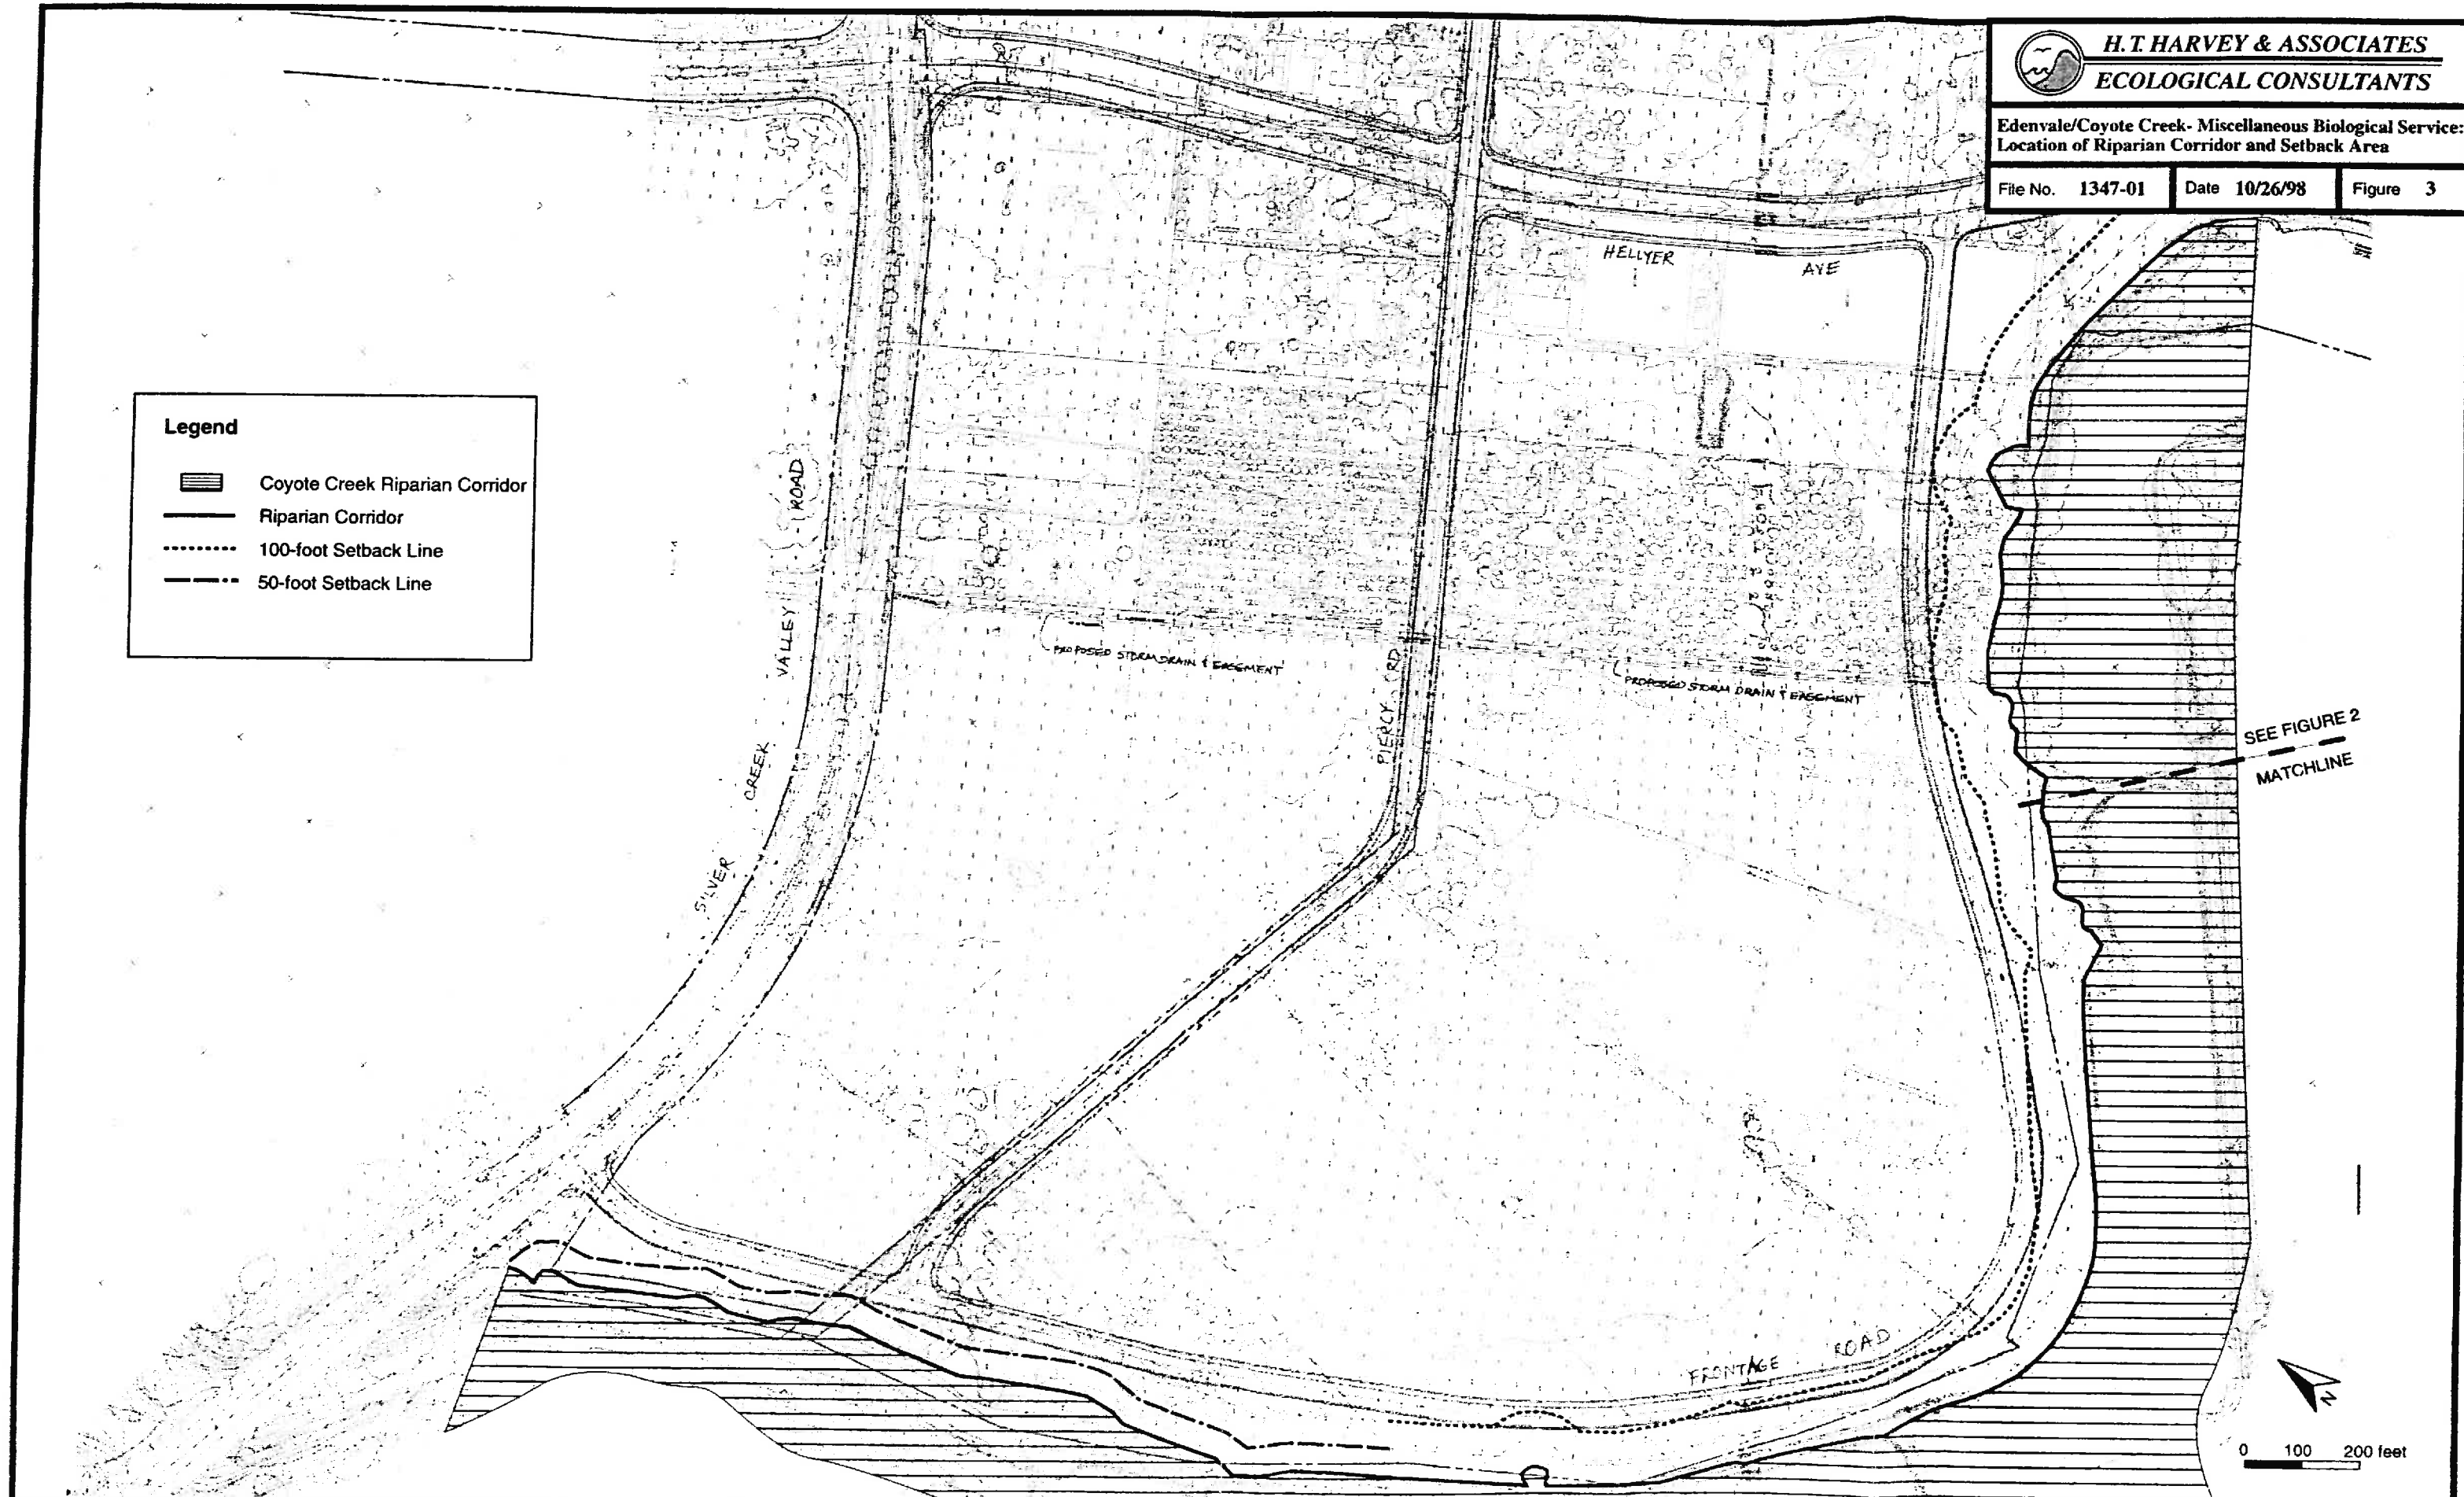 H. T. HARVEY & ASSOCIATES
ECOLOGICAL CONSULTANTS
Edenvale/Coyote Creek- Miscellaneous Biological Service:
Location of Riparian Corridor and Setback Area
File No. 1347-01
Date 10/26/98
Figure 3
HELLYER AVE
Legend
Coyote Creek Riparian Corridor
Riparian Corridor
100-foot Setback Line
50-foot Setback Line
SILVER CREEK VALLEY ROAD
PIERCY RD
PROPOSED STORM DRAIN & EASEMENT
PROPOSED STORM DRAIN & EASEMENT
SEE FIGURE 2
MATCHLINE
FRONTAGE ROAD
N
0 100 200 feet